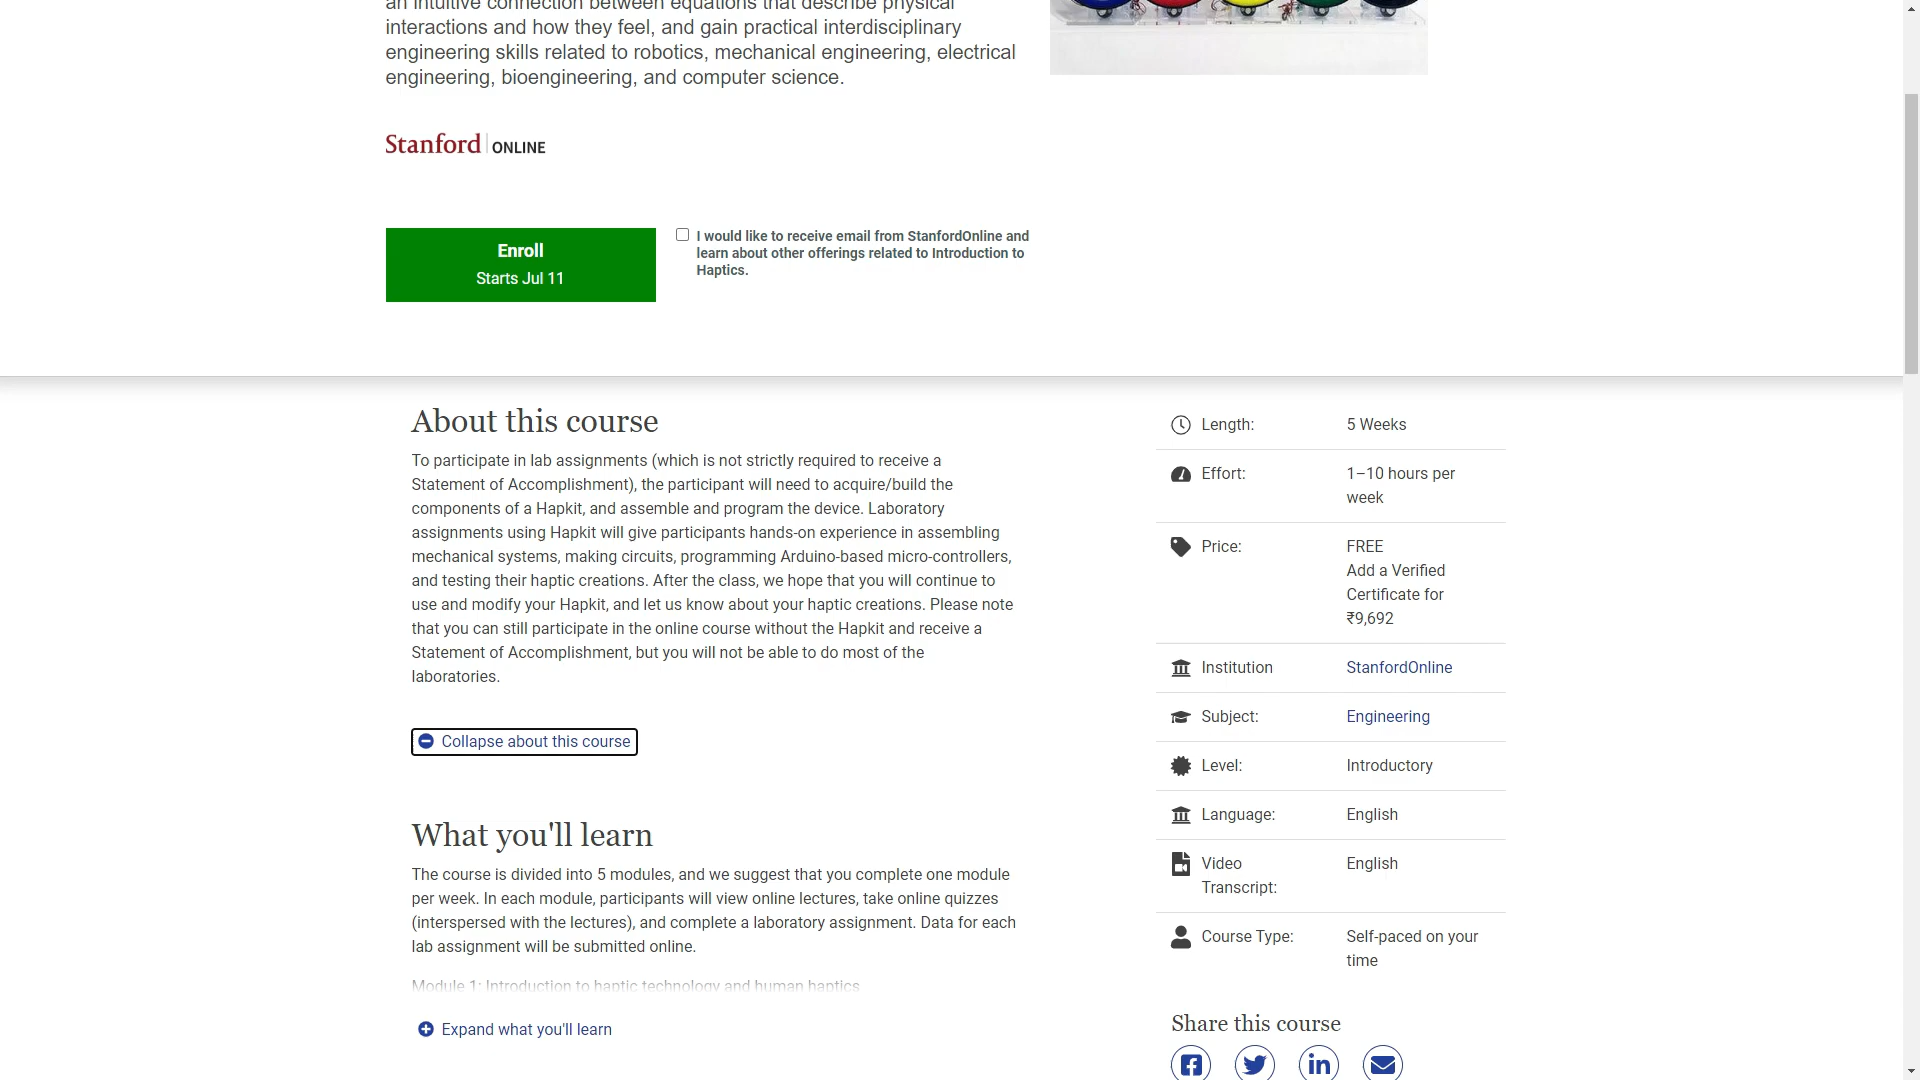 an intuitive connection between equations that describe physical
interactions and how they feel, and gain practical interdisciplinary
engineering skills related to robotics, mechanical engineering, electrical
engineering, bioengineering, and computer science.
Stanford | ONLINE
Enroll
Starts Jul 11
I would like to receive email from StanfordOnline and
learn about other offerings related to Introduction to
Haptics.
About this course
To participate in lab assignments (which is not strictly required to receive a
Statement of Accomplishment), the participant will need to acquire/build the
components of a Hapkit, and assemble and program the device. Laboratory
assignments using Hapkit will give participants hands-on experience in assembling
mechanical systems, making circuits, programming Arduino-based micro-controllers,
and testing their haptic creations. After the class, we hope that you will continue to
use and modify your Hapkit, and let us know about your haptic creations. Please note
that you can still participate in the online course without the Hapkit and receive a
Statement of Accomplishment, but you will not be able to do most of the
laboratories.
Collapse about this course
What you'll learn
The course is divided into 5 modules, and we suggest that you complete one module
per week. In each module, participants will view online lectures, take online quizzes
(interspersed with the lectures), and complete a laboratory assignment. Data for each
lab assignment will be submitted online.
Module 1: Introduction to haptic technology and human haptics
Expand what you'll learn
Length: 5 Weeks
Effort: 1–10 hours per
week
Price: FREE
Add a Verified
Certificate for
₹9,692
Institution StanfordOnline
Subject: Engineering
Level: Introductory
Language: English
Video English
Transcript:
Course Type: Self-paced on your
time
Share this course